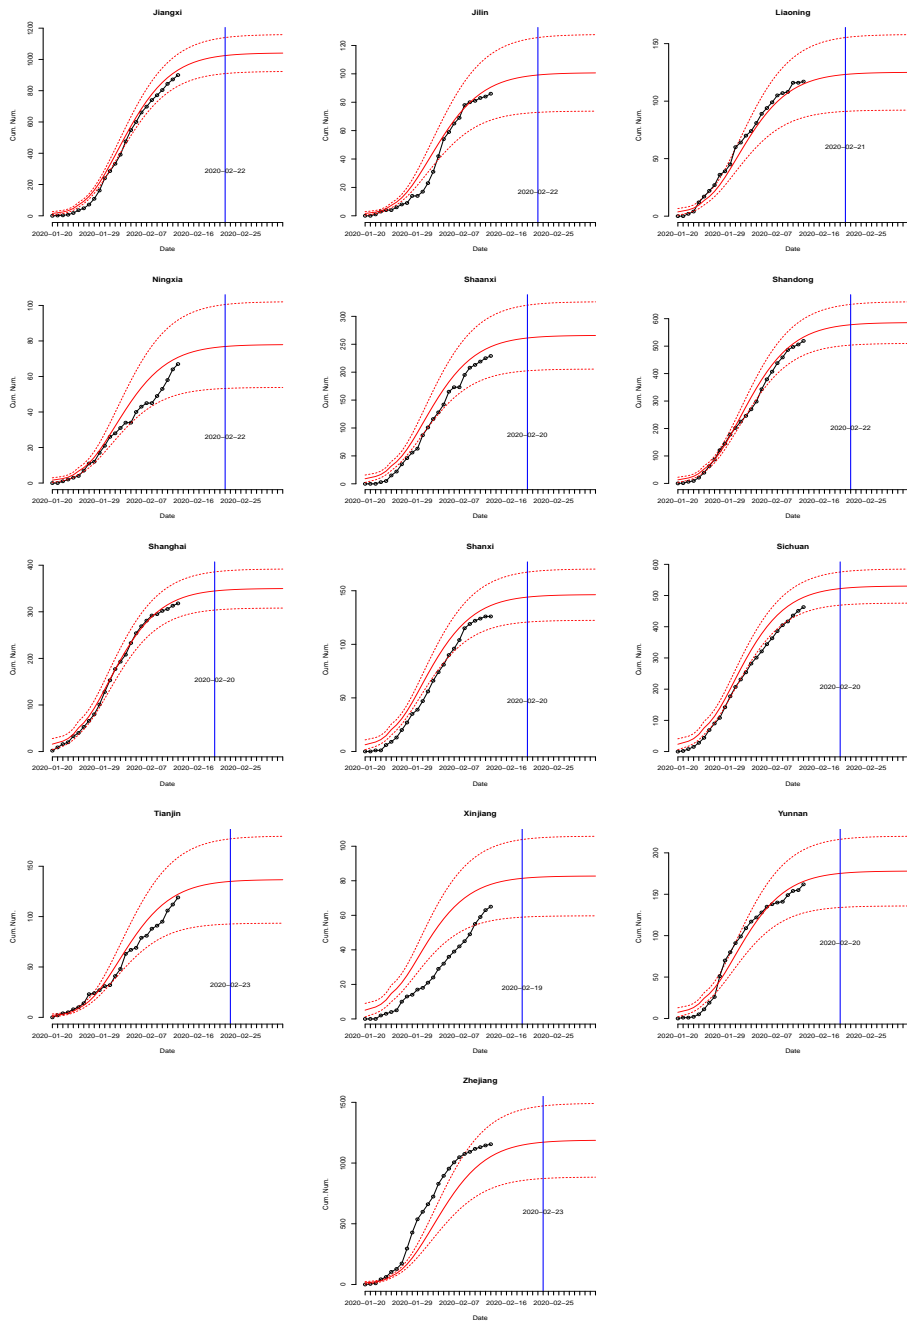 Jiangxi
Cum. Num.
0 200 400 600 800 1000 1200
2020−02−22
2020−01−20 2020−01−29 2020−02−07 2020−02−16 2020−02−25
Date
Jilin
Cum. Num.
0 20 40 60 80 100 120
2020−02−22
2020−01−20 2020−01−29 2020−02−07 2020−02−16 2020−02−25
Date
Liaoning
Cum. Num.
0 50 100 150
2020−02−21
2020−01−20 2020−01−29 2020−02−07 2020−02−16 2020−02−25
Date
Ningxia
Cum. Num.
0 20 40 60 80 100
2020−02−22
2020−01−20 2020−01−29 2020−02−07 2020−02−16 2020−02−25
Date
Shaanxi
Cum. Num.
0 50 100 150 200 250 300
2020−02−20
2020−01−20 2020−01−29 2020−02−07 2020−02−16 2020−02−25
Date
Shandong
Cum. Num.
0 100 200 300 400 500 600
2020−02−22
2020−01−20 2020−01−29 2020−02−07 2020−02−16 2020−02−25
Date
Shanghai
Cum. Num.
0 100 200 300 400
2020−02−20
2020−01−20 2020−01−29 2020−02−07 2020−02−16 2020−02−25
Date
Shanxi
Cum. Num.
0 50 100 150
2020−02−20
2020−01−20 2020−01−29 2020−02−07 2020−02−16 2020−02−25
Date
Sichuan
Cum. Num.
0 100 200 300 400 500 600
2020−02−20
2020−01−20 2020−01−29 2020−02−07 2020−02−16 2020−02−25
Date
Tianjin
Cum. Num.
0 50 100 150
2020−02−23
2020−01−20 2020−01−29 2020−02−07 2020−02−16 2020−02−25
Date
Xinjiang
Cum. Num.
0 20 40 60 80 100
2020−02−19
2020−01−20 2020−01−29 2020−02−07 2020−02−16 2020−02−25
Date
Yunnan
Cum. Num.
0 50 100 150 200
2020−02−20
2020−01−20 2020−01−29 2020−02−07 2020−02−16 2020−02−25
Date
Zhejiang
Cum. Num.
0 500 1000 1500
2020−02−23
2020−01−20 2020−01−29 2020−02−07 2020−02−16 2020−02−25
Date